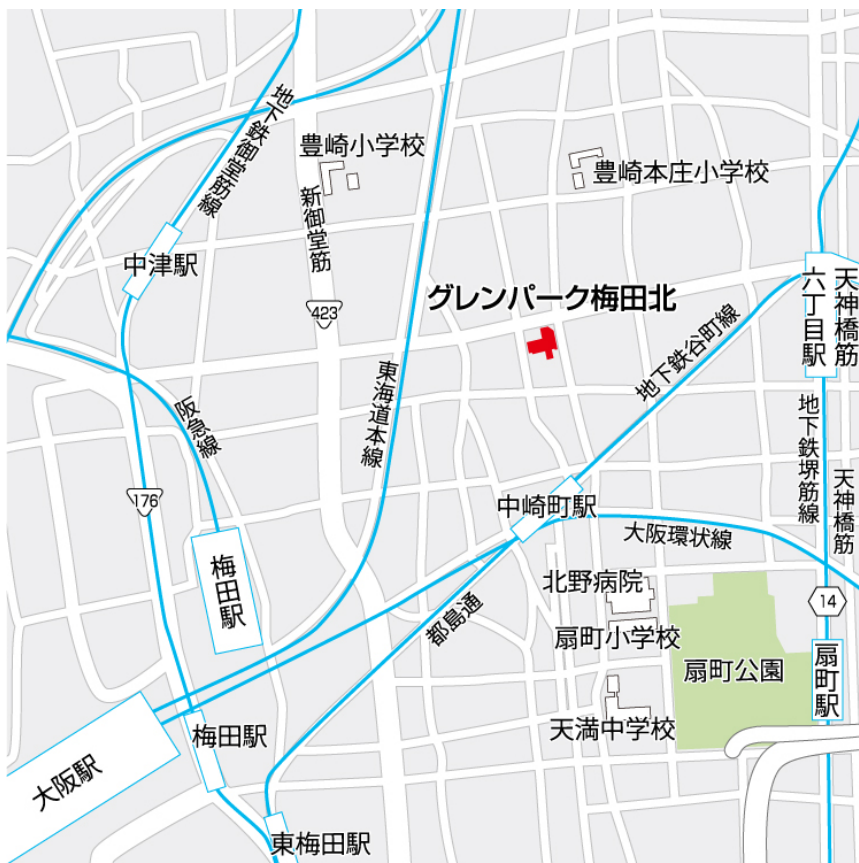 地下鉄御堂筋線
豊崎小学校
豊崎本庄小学校
新御堂筋
中津駅
天神橋筋
六丁目駅
グレンパーク梅田北
423
地下鉄谷町線
東海道本線
阪急線
地下鉄堺筋線
天神橋筋
176
中崎町駅
大阪環状線
梅田駅
北野病院
14
都島通
扇町小学校
扇町公園
扇町駅
天満中学校
梅田駅
大阪駅
東梅田駅